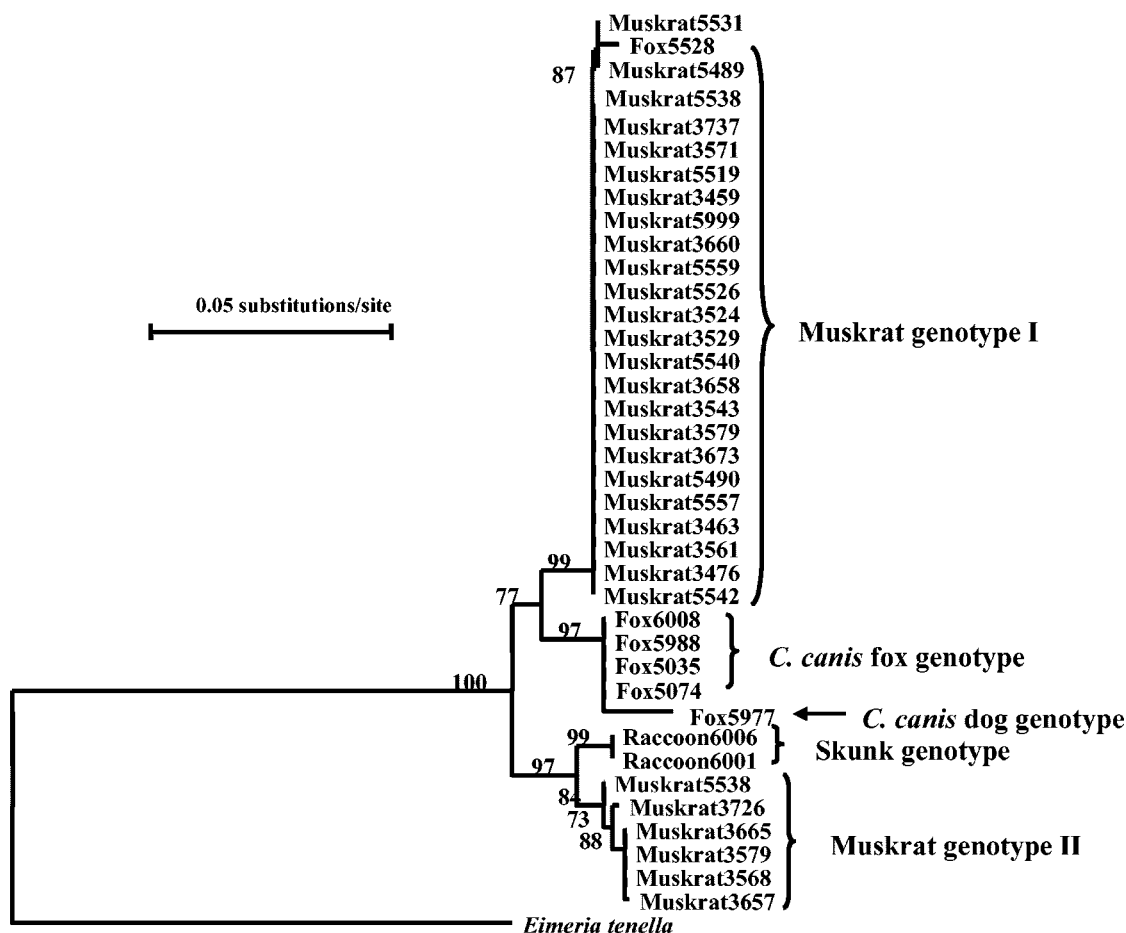 Muskrat5531
Fox5528
87
Muskrat5489
Muskrat5538
Muskrat3737
Muskrat3571
Muskrat5519
Muskrat3459
Muskrat5999
Muskrat3660
Muskrat5559
Muskrat5526
0.05 substitutions/site
Muskrat3524
Muskrat genotype I
Muskrat3529
Muskrat5540
Muskrat3658
Muskrat3543
Muskrat3579
Muskrat3673
Muskrat5490
Muskrat5557
Muskrat3463
Muskrat3561
99
Muskrat3476
77
Muskrat5542
Fox6008
97
Fox5988
C. canis fox genotype
Fox5035
100
Fox5074
Fox5977
C. canis dog genotype
99
Raccoon6006
Skunk genotype
97
Raccoon6001
Muskrat5538
84
Muskrat3726
73
Muskrat3665
88
Muskrat genotype II
Muskrat3579
Muskrat3568
Muskrat3657
Eimeria tenella